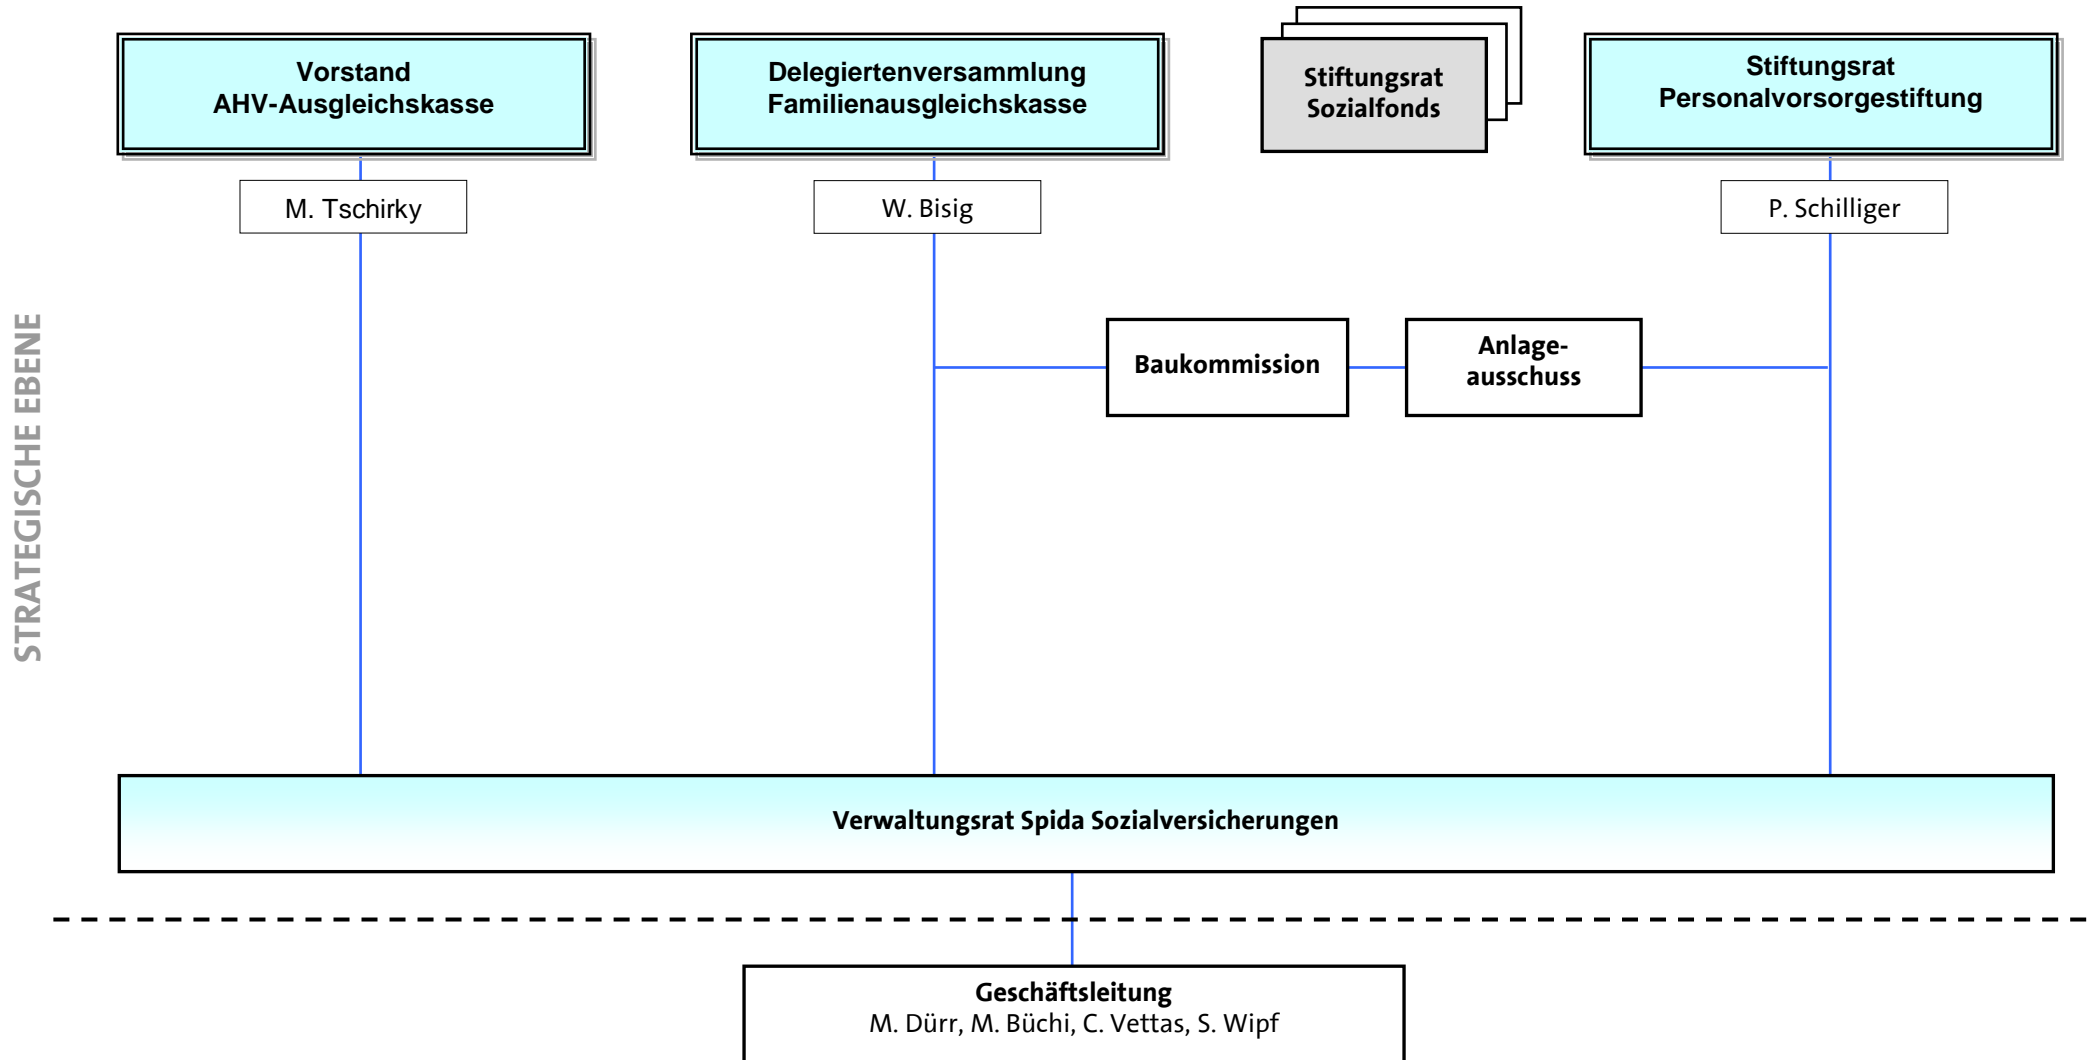 Vorstand
AHV-Ausgleichskasse
Delegiertenversammlung
Familienausgleichskasse
Stiftungsrat
Sozialfonds
Stiftungsrat
Personalvorsorgestiftung
M. Tschirky
W. Bisig
P. Schilliger
STRATEGISCHE EBENE
Baukommission
Anlage-
ausschuss
Verwaltungsrat Spida Sozialversicherungen
Geschäftsleitung
M. Dürr, M. Büchi, C. Vettas, S. Wipf